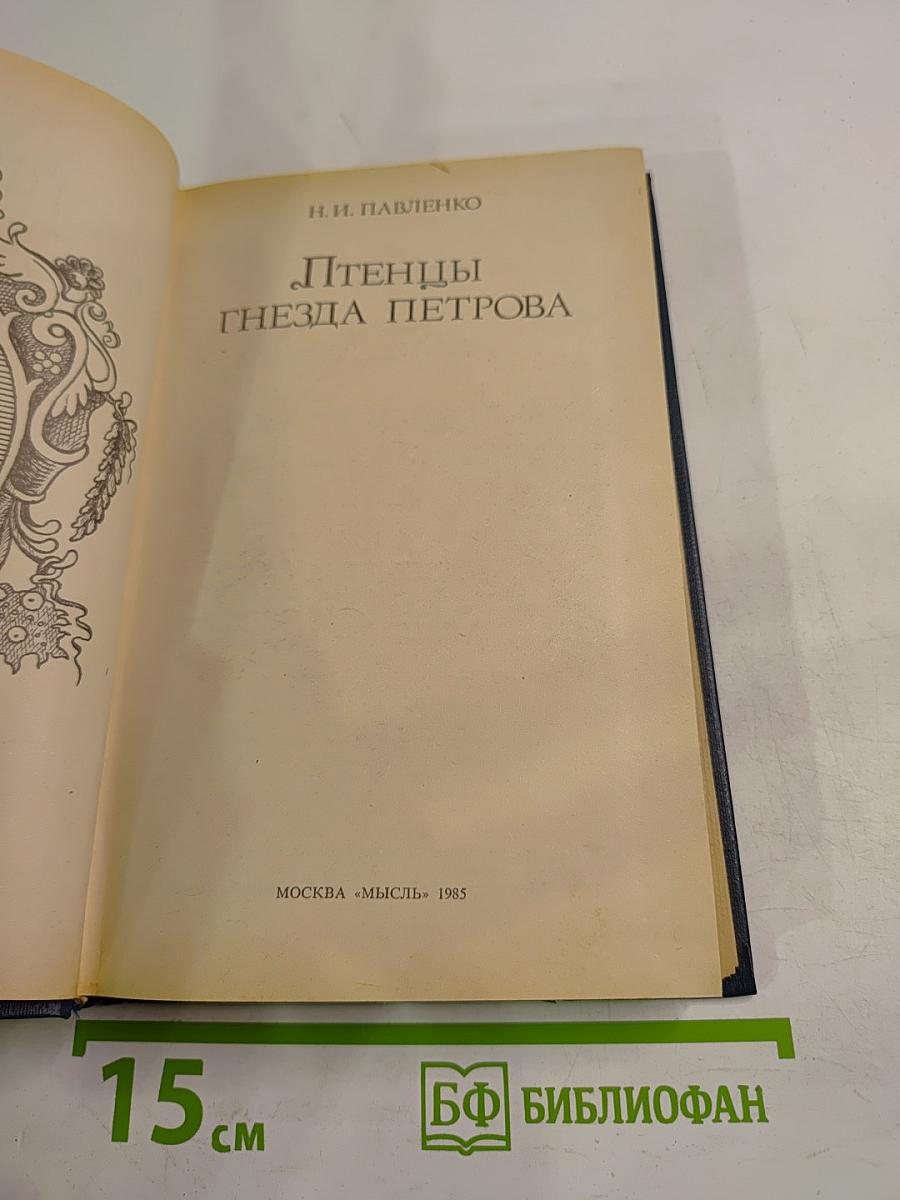 Н. И. ПАВЛЕНКО
ПТЕНЦЫ
ГНЕЗДА ПЕТРОВА
МОСКВА «МЫСЛЬ» 1985
15 СМ
БФ БИБЛИОФАН